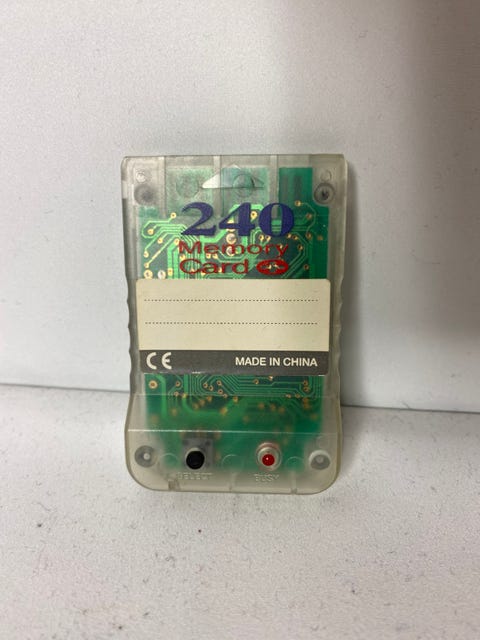 240
Memory
Card
CE MADE IN CHINA
SELECT BUSY